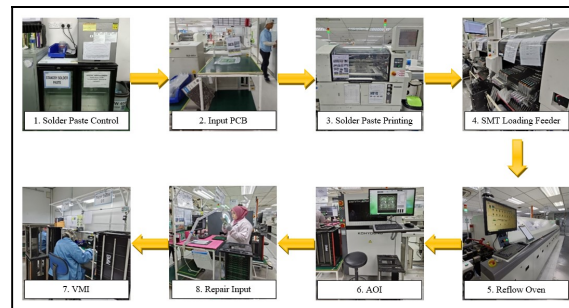 1. Solder Paste Control
2. Input PCB
3. Solder Paste Printing
4. SMT Loading Feeder
7. VMI
8. Repair Input
6. AOI
5. Reflow Oven